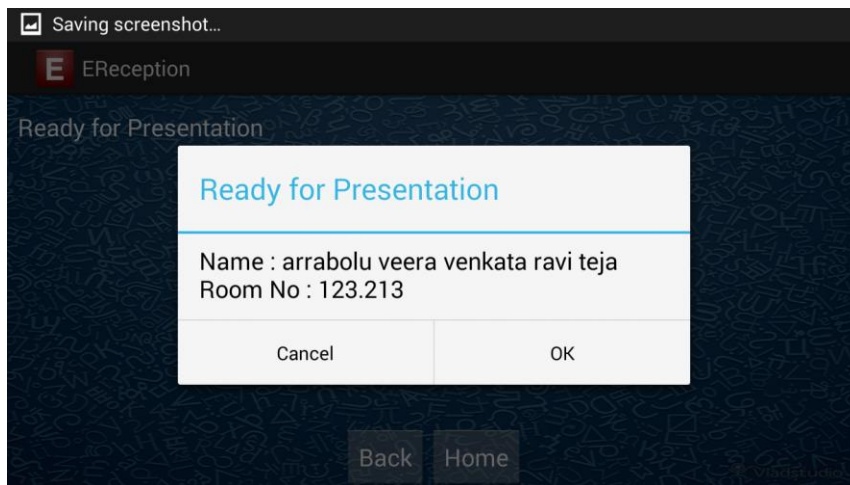 Saving screenshot...
E EReception
Ready for Presentation
Ready for Presentation
Name : arrabolu veera venkata ravi teja
Room No : 123.213
Cancel OK
Back Home
Vladstudio